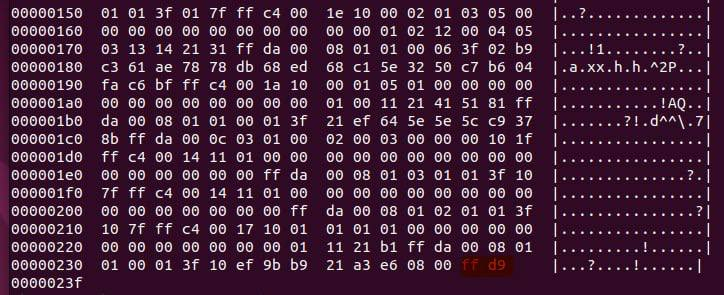 00000150  01 01 3f 01 7f ff c4 00  1e 10 00 02 01 03 05 00  |..?.............|
00000160  00 00 00 00 00 00 00 00  00 00 01 02 12 00 04 05  |................|
00000170  03 13 14 21 31 ff da 00  08 01 01 00 06 3f 02 b9  |...!1........?..|
00000180  c3 61 ae 78 78 db 68 ed  68 c1 5e 32 50 c7 b6 04  |.a.xx.h.h.^2P...|
00000190  fa c6 bf ff c4 00 1a 10  00 01 05 01 00 00 00 00  |................|
000001a0  00 00 00 00 00 00 00 00  01 00 11 21 41 51 81 ff  |...........!AQ..|
000001b0  da 00 08 01 01 00 01 3f  21 ef 64 5e 5e 5c c9 37  |.......?!.d^^\.7|
000001c0  8b ff da 00 0c 03 01 00  02 00 03 00 00 00 10 1f  |................|
000001d0  ff c4 00 14 11 01 00 00  00 00 00 00 00 00 00 00  |................|
000001e0  00 00 00 00 00 00 ff da  00 08 01 03 01 01 3f 10  |..............?.|
000001f0  7f ff c4 00 14 11 01 00  00 00 00 00 00 00 00 00  |................|
00000200  00 00 00 00 00 00 00 ff  da 00 08 01 02 01 01 3f  |...............?|
00000210  10 7f ff c4 00 17 10 01  01 01 01 01 00 00 00 00  |................|
00000220  00 00 00 00 00 00 00 01  11 21 b1 ff da 00 08 01  |.........!......|
00000230  01 00 01 3f 10 ef 9b b9  21 a3 e6 08 00 ff d9  |...?....!......|
0000023f